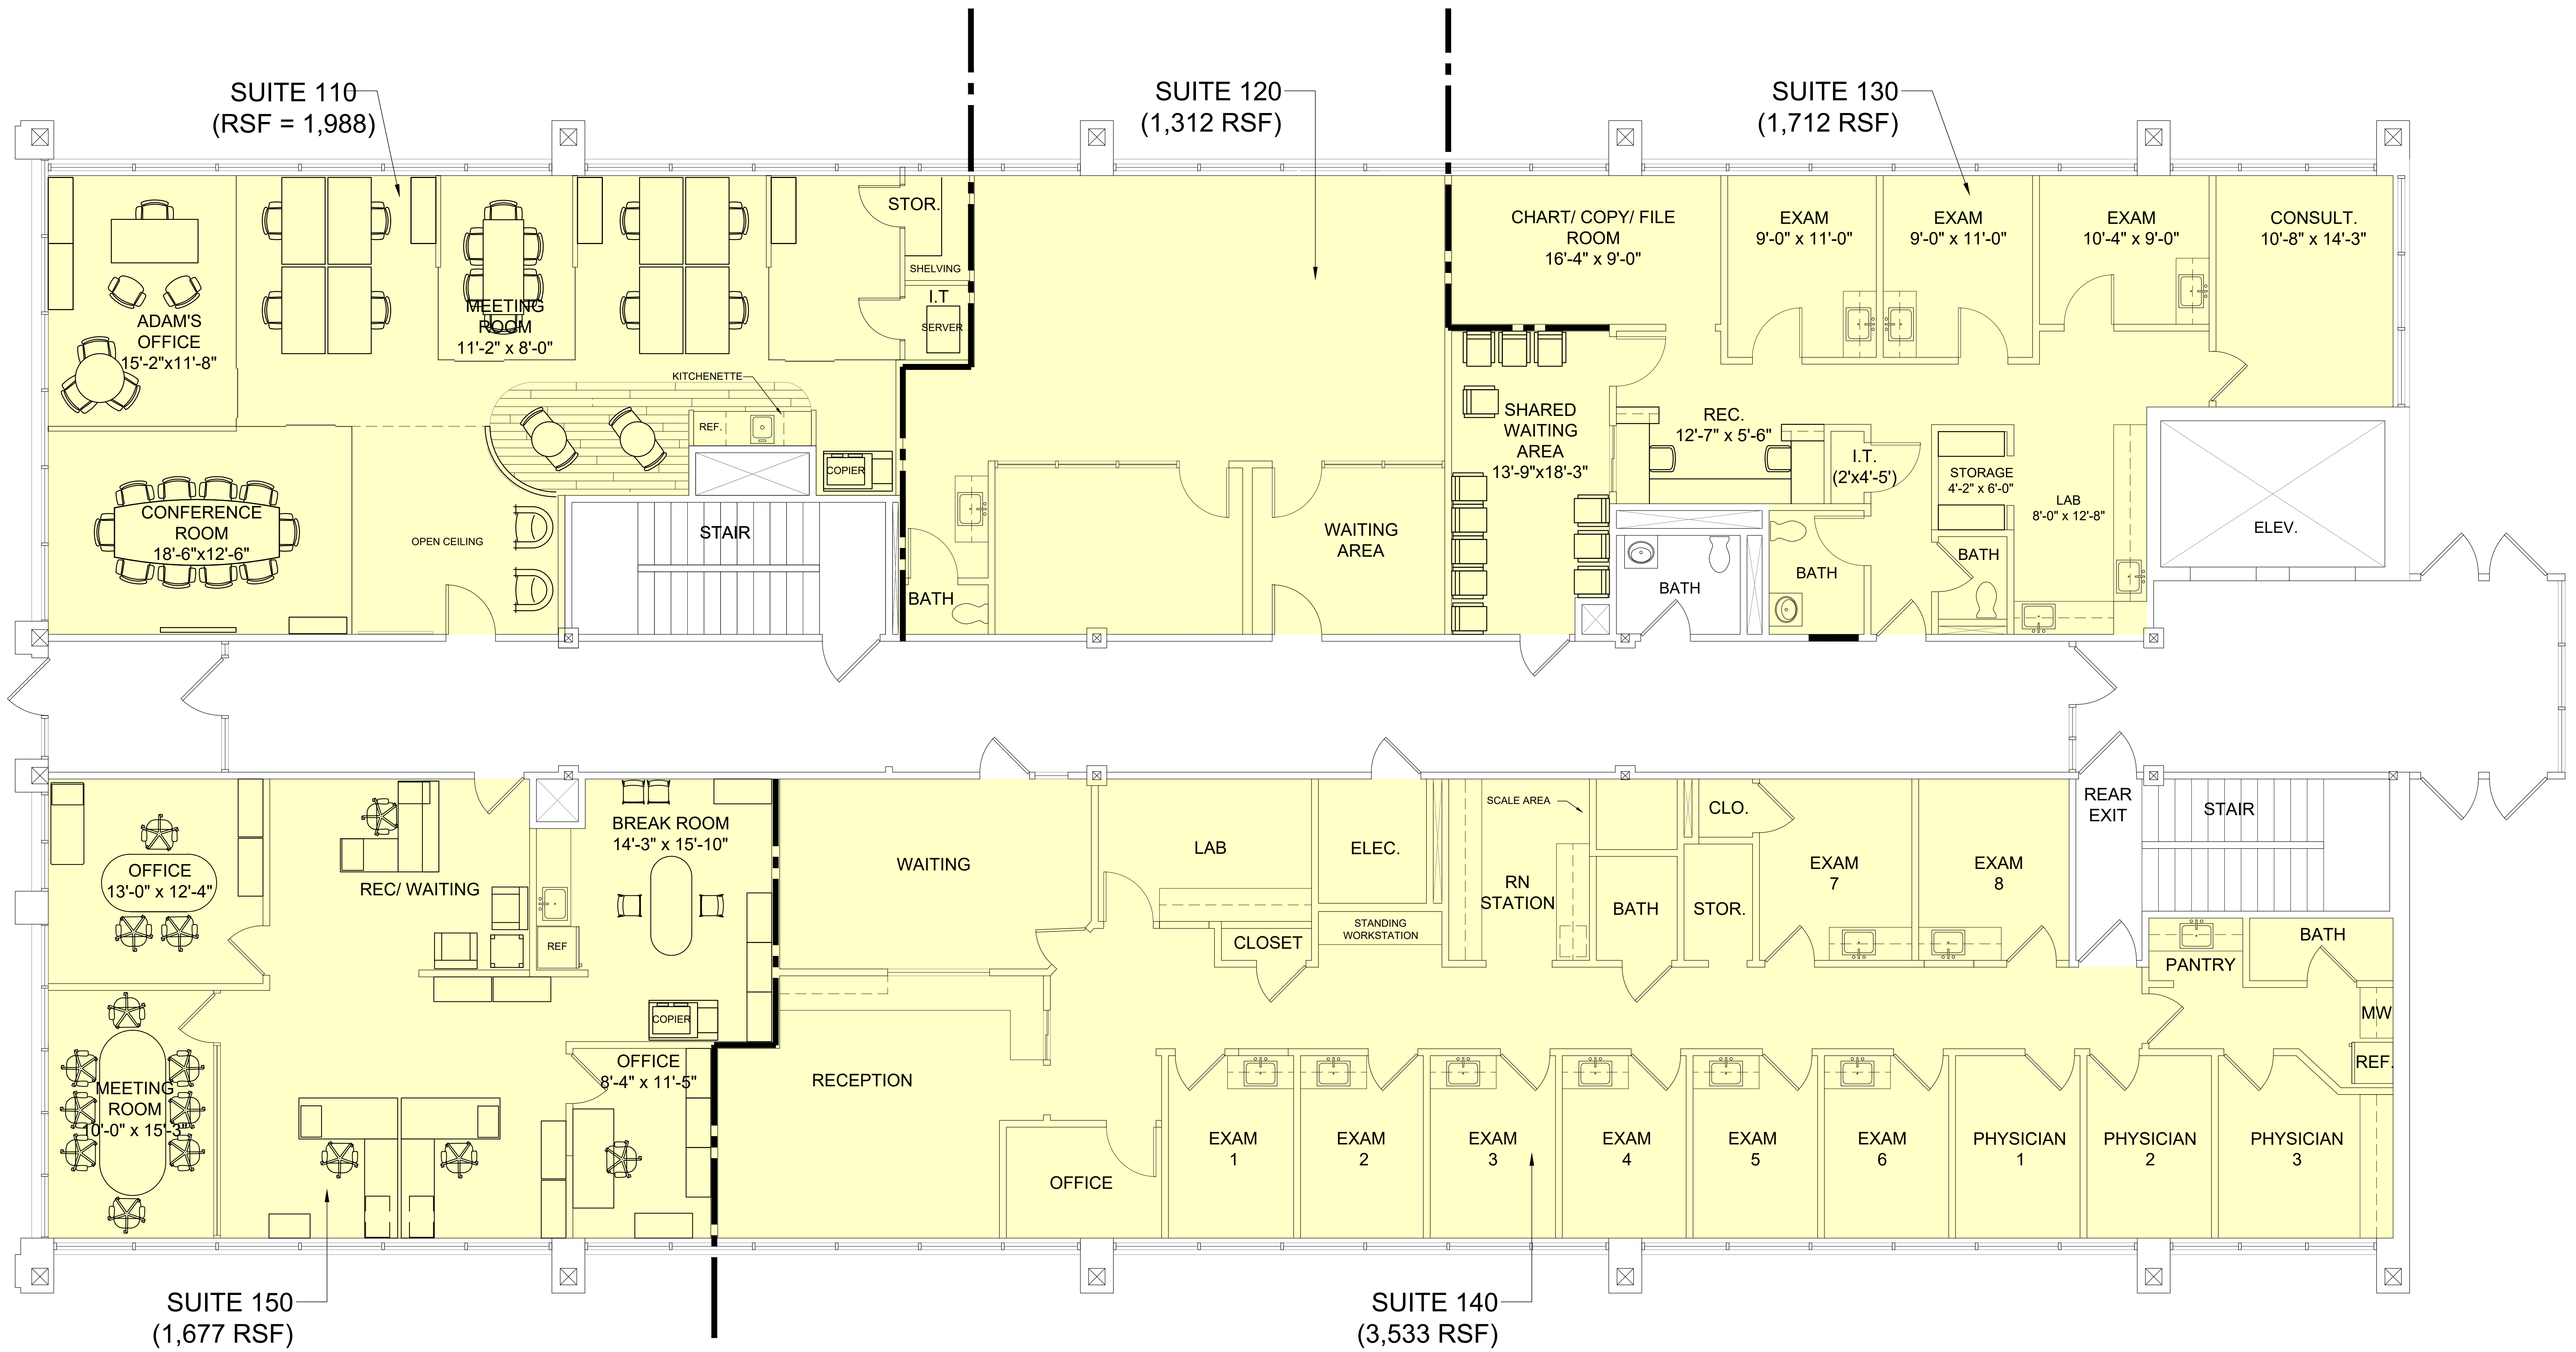 SUITE 110
(RSF = 1,988)
SUITE 120
(1,312 RSF)
SUITE 130
(1,712 RSF)
ADAM'S
OFFICE
15'-2"x11'-8"
MEETING
ROOM
11'-2" x 8'-0"
STOR.
SHELVING
I.T
SERVER
KITCHENETTE
REF.
COPIER
CONFERENCE
ROOM
18'-6"x12'-6"
OPEN CEILING
STAIR
BATH
WAITING
AREA
CHART/ COPY/ FILE
ROOM
16'-4" x 9'-0"
EXAM
9'-0" x 11'-0"
EXAM
9'-0" x 11'-0"
EXAM
10'-4" x 9'-0"
CONSULT.
10'-8" x 14'-3"
SHARED
WAITING
AREA
13'-9"x18'-3"
REC.
12'-7" x 5'-6"
I.T.
(2'x4'-5')
STORAGE
4'-2" x 6'-0"
LAB
8'-0" x 12'-8"
ELEV.
BATH
BATH
BATH
OFFICE
13'-0" x 12'-4"
REC/ WAITING
BREAK ROOM
14'-3" x 15'-10"
REF
COPIER
OFFICE
8'-4" x 11'-5"
MEETING
ROOM
10'-0" x 15'-3"
WAITING
RECEPTION
OFFICE
LAB
CLOSET
ELEC.
STANDING
WORKSTATION
SCALE AREA
RN
STATION
BATH
CLO.
STOR.
EXAM
7
EXAM
8
REAR
EXIT
STAIR
PANTRY
BATH
MW
REF.
EXAM
1
EXAM
2
EXAM
3
EXAM
4
EXAM
5
EXAM
6
PHYSICIAN
1
PHYSICIAN
2
PHYSICIAN
3
SUITE 150
(1,677 RSF)
SUITE 140
(3,533 RSF)